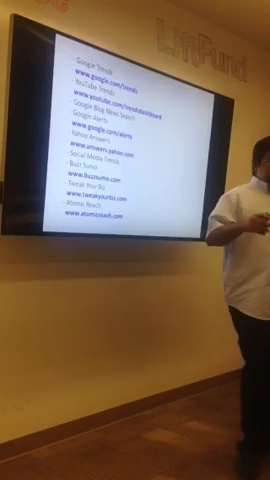 LiftFund
- Google Trends
www.google.com/trends
- YouTube Trends
www.youtube.com/trendsdashboard
- Google Blog News Search
- Google Alerts
www.google.com/alerts
- Yahoo Answers
www.answers.yahoo.com
- Social Media Trends
- Buzz Sumo
www.buzzsumo.com
- Tweak Your Biz
www.tweakyourbiz.com
- Atomic Reach
www.atomicreach.com